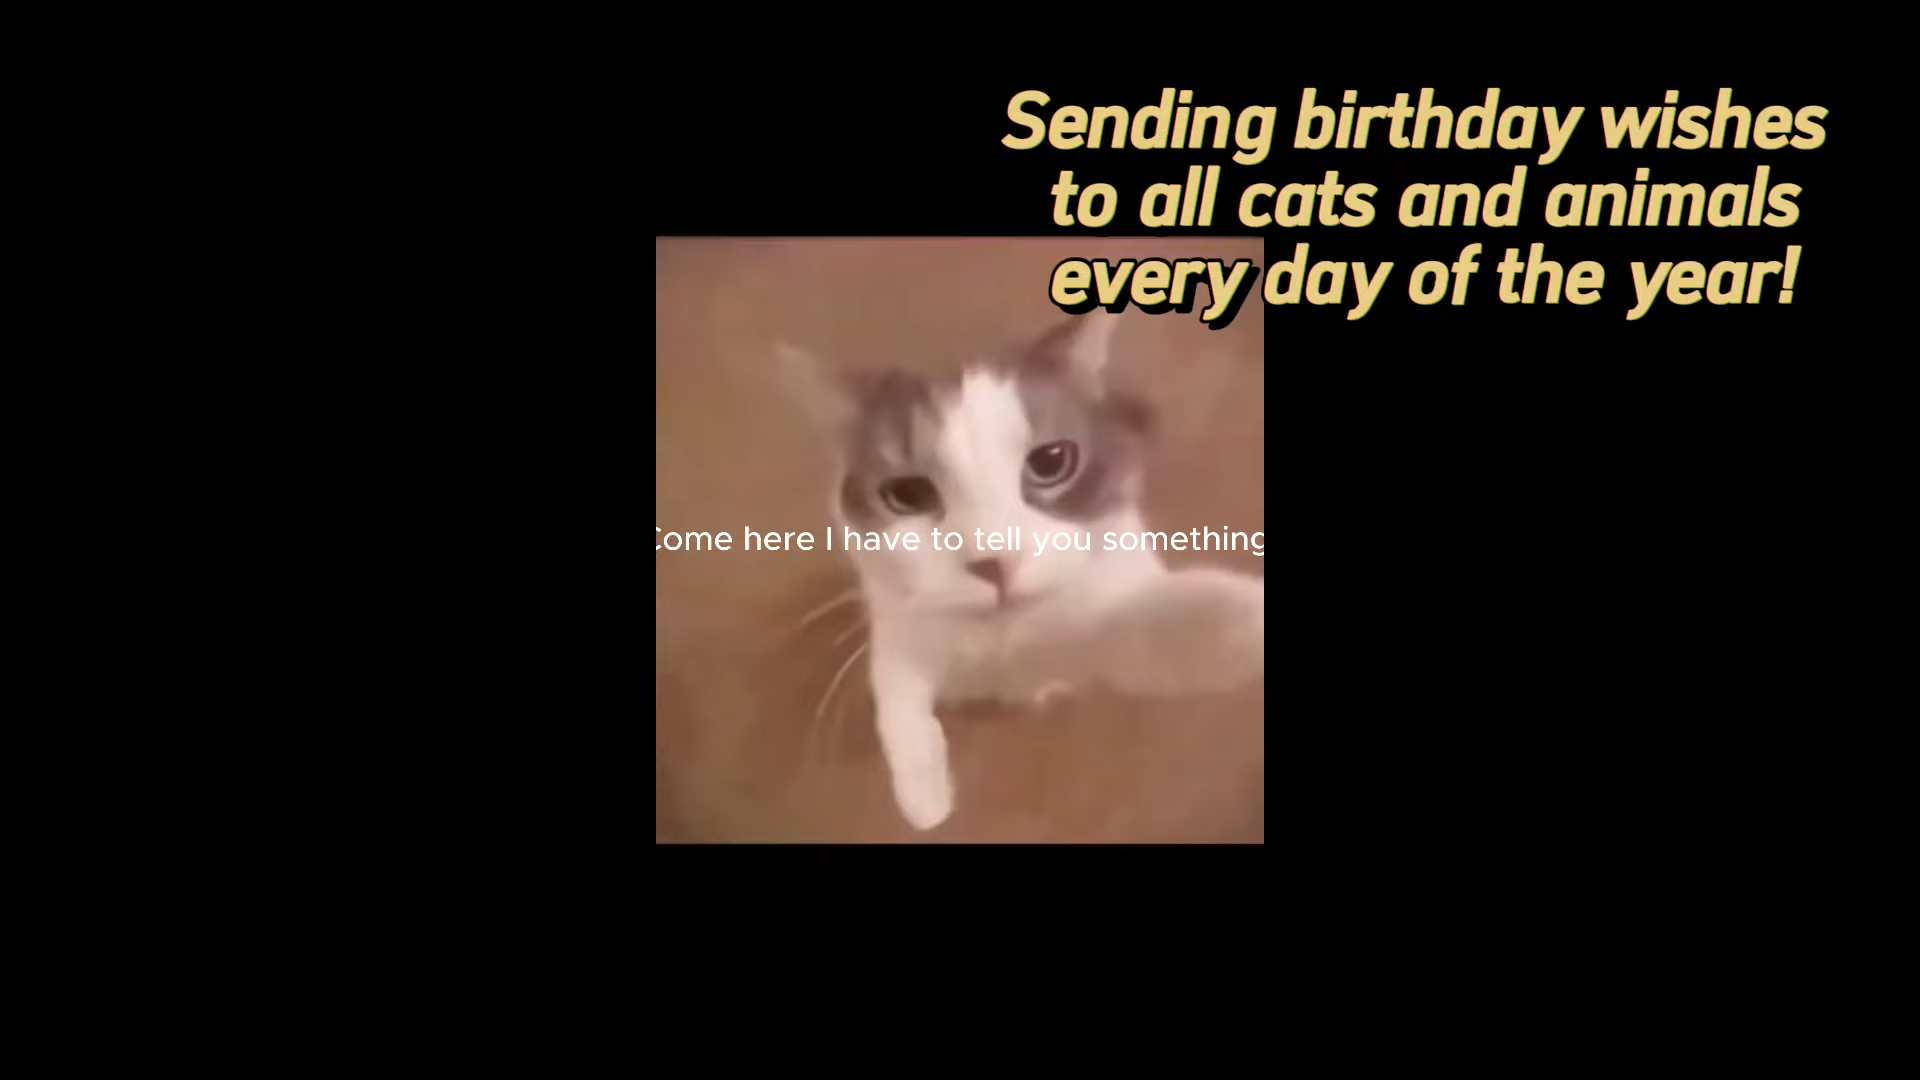 Sending birthday wishes
to all cats and animals
every day of the year!
Come here I have to tell you something